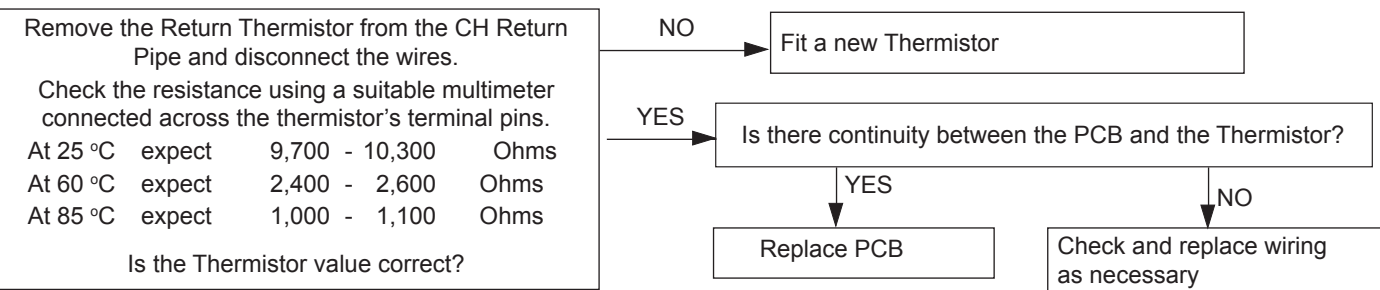 Remove the Return Thermistor from the CH Return
Pipe and disconnect the wires.
Check the resistance using a suitable multimeter
connected across the thermistor's terminal pins.
At 25 °C expect 9,700 - 10,300 Ohms
At 60 °C expect 2,400 - 2,600 Ohms
At 85 °C expect 1,000 - 1,100 Ohms
Is the Thermistor value correct?
NO
Fit a new Thermistor
YES
Is there continuity between the PCB and the Thermistor?
YES
Replace PCB
NO
Check and replace wiring
as necessary